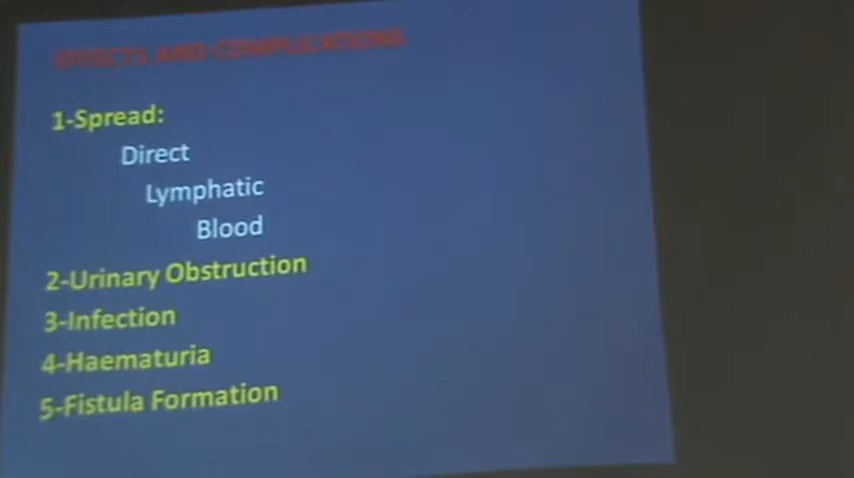 EFFECTS AND COMPLICATIONS
1-Spread:
Direct
Lymphatic
Blood
2-Urinary Obstruction
3-Infection
4-Haematuria
5-Fistula Formation